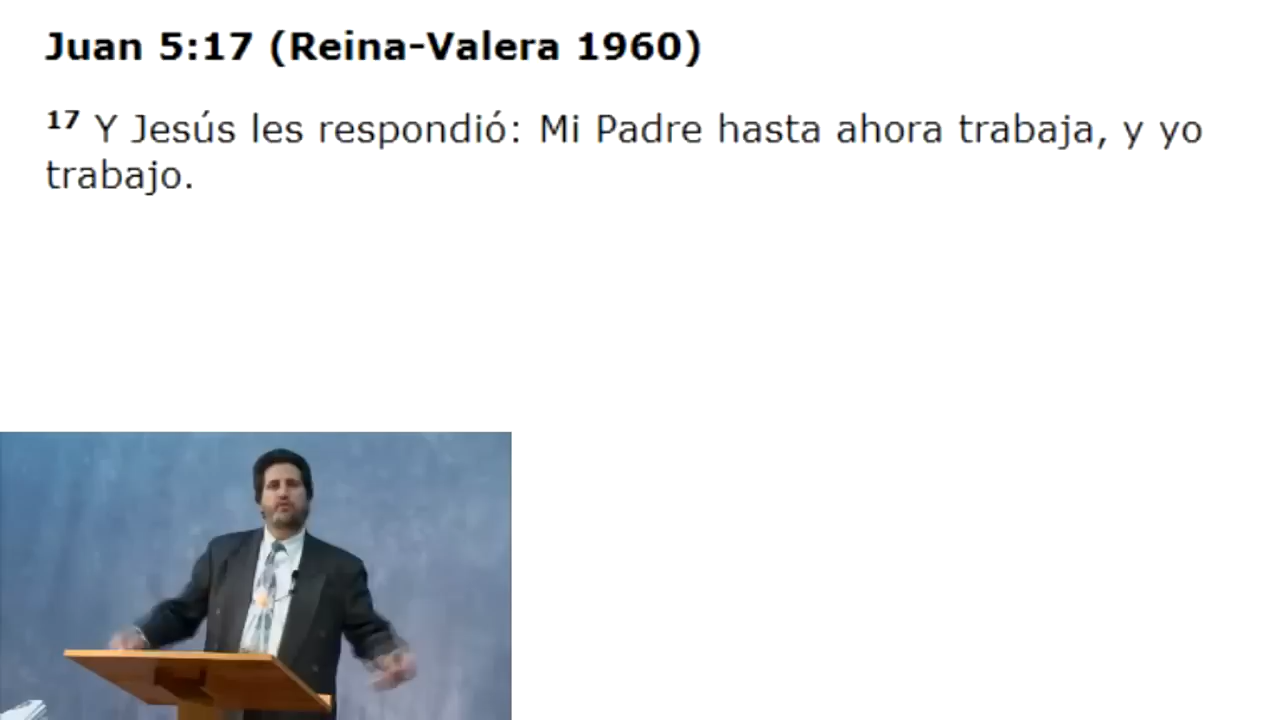 Juan 5:17 (Reina-Valera 1960)
17 Y Jesús les respondió: Mi Padre hasta ahora trabaja, y yo
trabajo.